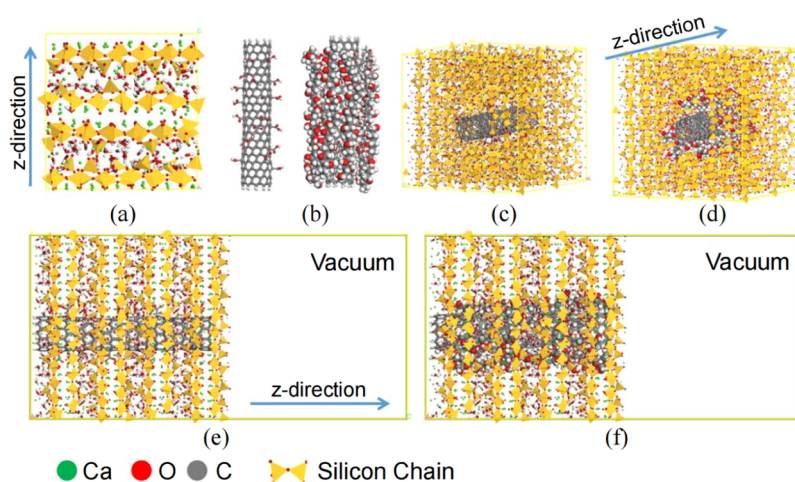 z-direction
z-direction
(a)
(b)
(c)
(d)
Vacuum
Vacuum
z-direction
(e)
(f)
Ca
O
C
Silicon Chain